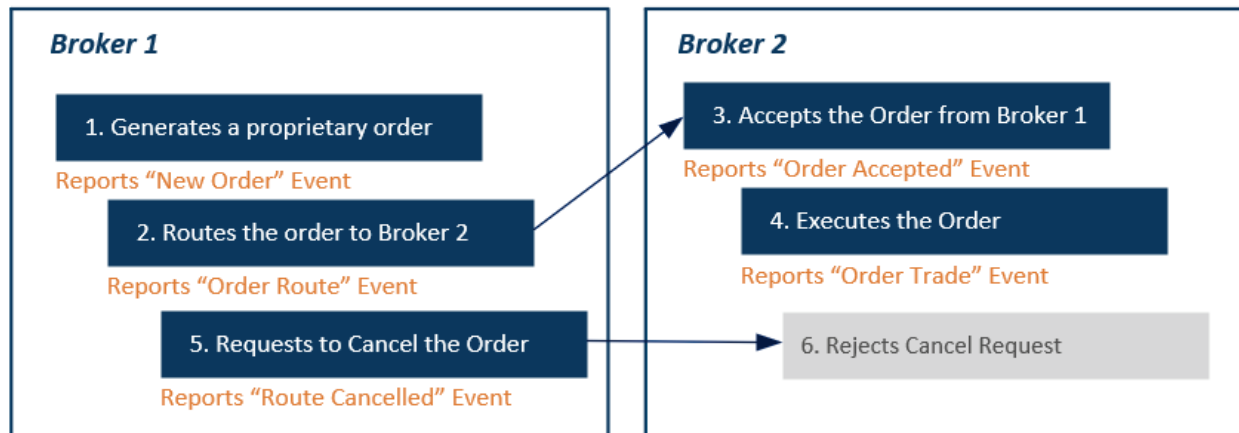 Broker 1
1. Generates a proprietary order
Reports “New Order” Event
2. Routes the order to Broker 2
Reports “Order Route” Event
5. Requests to Cancel the Order
Reports “Route Cancelled” Event
Broker 2
3. Accepts the Order from Broker 1
Reports “Order Accepted” Event
4. Executes the Order
Reports “Order Trade” Event
6. Rejects Cancel Request